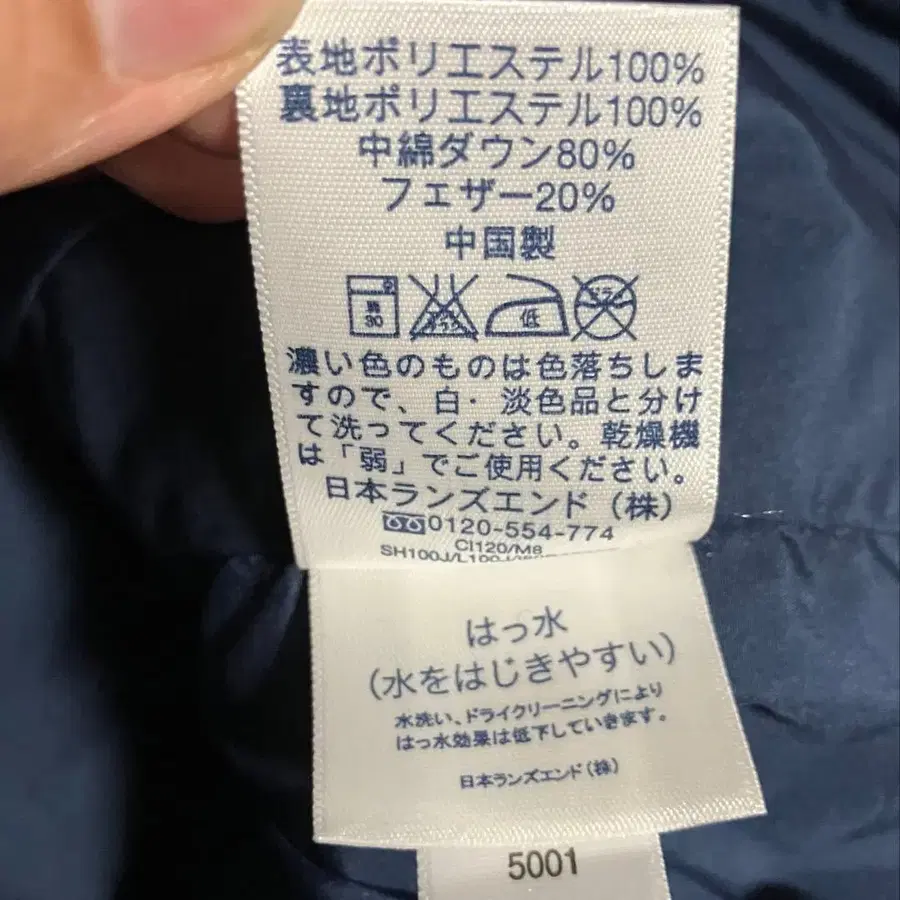 表地ポリエステル100%
裏地ポリエステル100%
中綿ダウン80%
フェザー20%
中国製
低
濃い色のものは色落ちしま
すので、白・淡色品と分け
て洗ってください。乾燥機
は「弱」でご使用ください。
日本ランズエンド（株）
0120-554-774
CI120/M8
SH100J/L100J/
はっ水
（水をはじきやすい）
水洗い、ドライクリーニングにより
はっ水効果は低下していきます。
日本ランズエンド（株）
5001